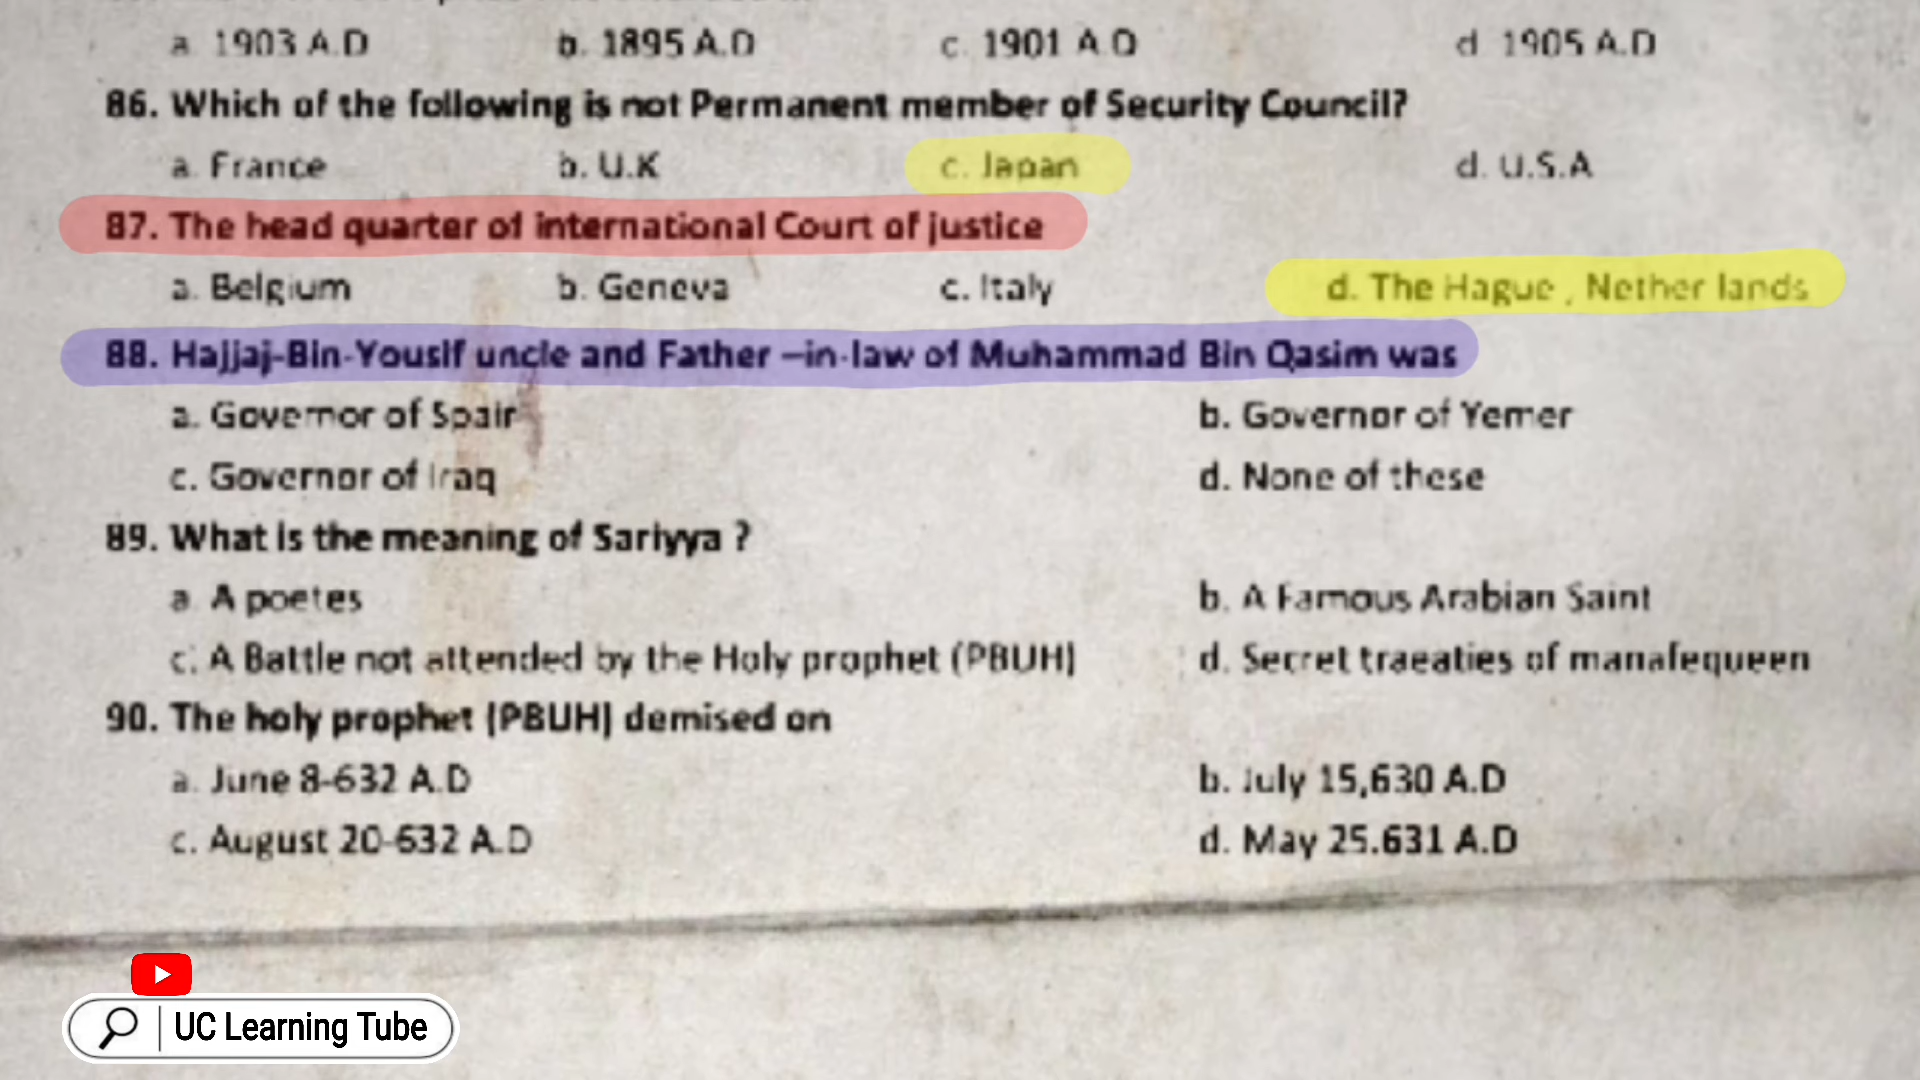 a. 1903 A.D b. 1895 A.D c. 1901 A.D d. 1905 A.D
86. Which of the following is not Permanent member of Security Council?
a. France b. U.K c. Japan d. U.S.A
87. The head quarter of international Court of justice
a. Belgium b. Geneva c. Italy d. The Hague , Nether lands
88. Hajjaj-Bin-Yousif uncle and Father –in-law of Muhammad Bin Qasim was
a. Governor of Spain b. Governor of Yemen
c. Governor of Iraq d. None of these
89. What is the meaning of Sariyya ?
a. A poetes b. A Famous Arabian Saint
c. A Battle not attended by the Holy prophet (PBUH) d. Secret traeaties of manafequeen
90. The holy prophet (PBUH) demised on
a. June 8-632 A.D b. July 15,630 A.D
c. August 20-632 A.D d. May 25.631 A.D
UC Learning Tube